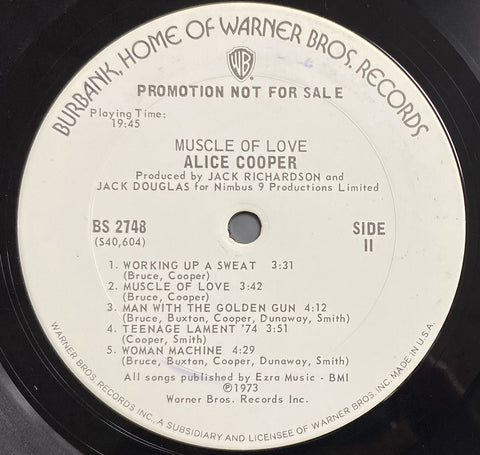 BURBANK, HOME OF WARNER BROS. RECORDS
WB
PROMOTION NOT FOR SALE
Playing Time:
19:45
MUSCLE OF LOVE
ALICE COOPER
Produced by JACK RICHARDSON and
JACK DOUGLAS for Nimbus 9 Productions Limited
BS 2748
(S40,604)
SIDE
II
1. WORKING UP A SWEAT 3:31
(Bruce, Cooper)
2. MUSCLE OF LOVE 3:42
(Bruce, Cooper)
3. MAN WITH THE GOLDEN GUN 4:12
(Bruce, Buxton, Cooper, Dunaway, Smith)
4. TEENAGE LAMENT '74 3:51
(Cooper, Smith)
5. WOMAN MACHINE 4:29
(Bruce, Buxton, Cooper, Dunaway, Smith)
All songs published by Ezra Music - BMI
℗1973
Warner Bros. Records Inc.
WARNER BROS. RECORDS INC., A SUBSIDIARY AND LICENSEE OF WARNER BROS. INC. MADE IN U.S.A.